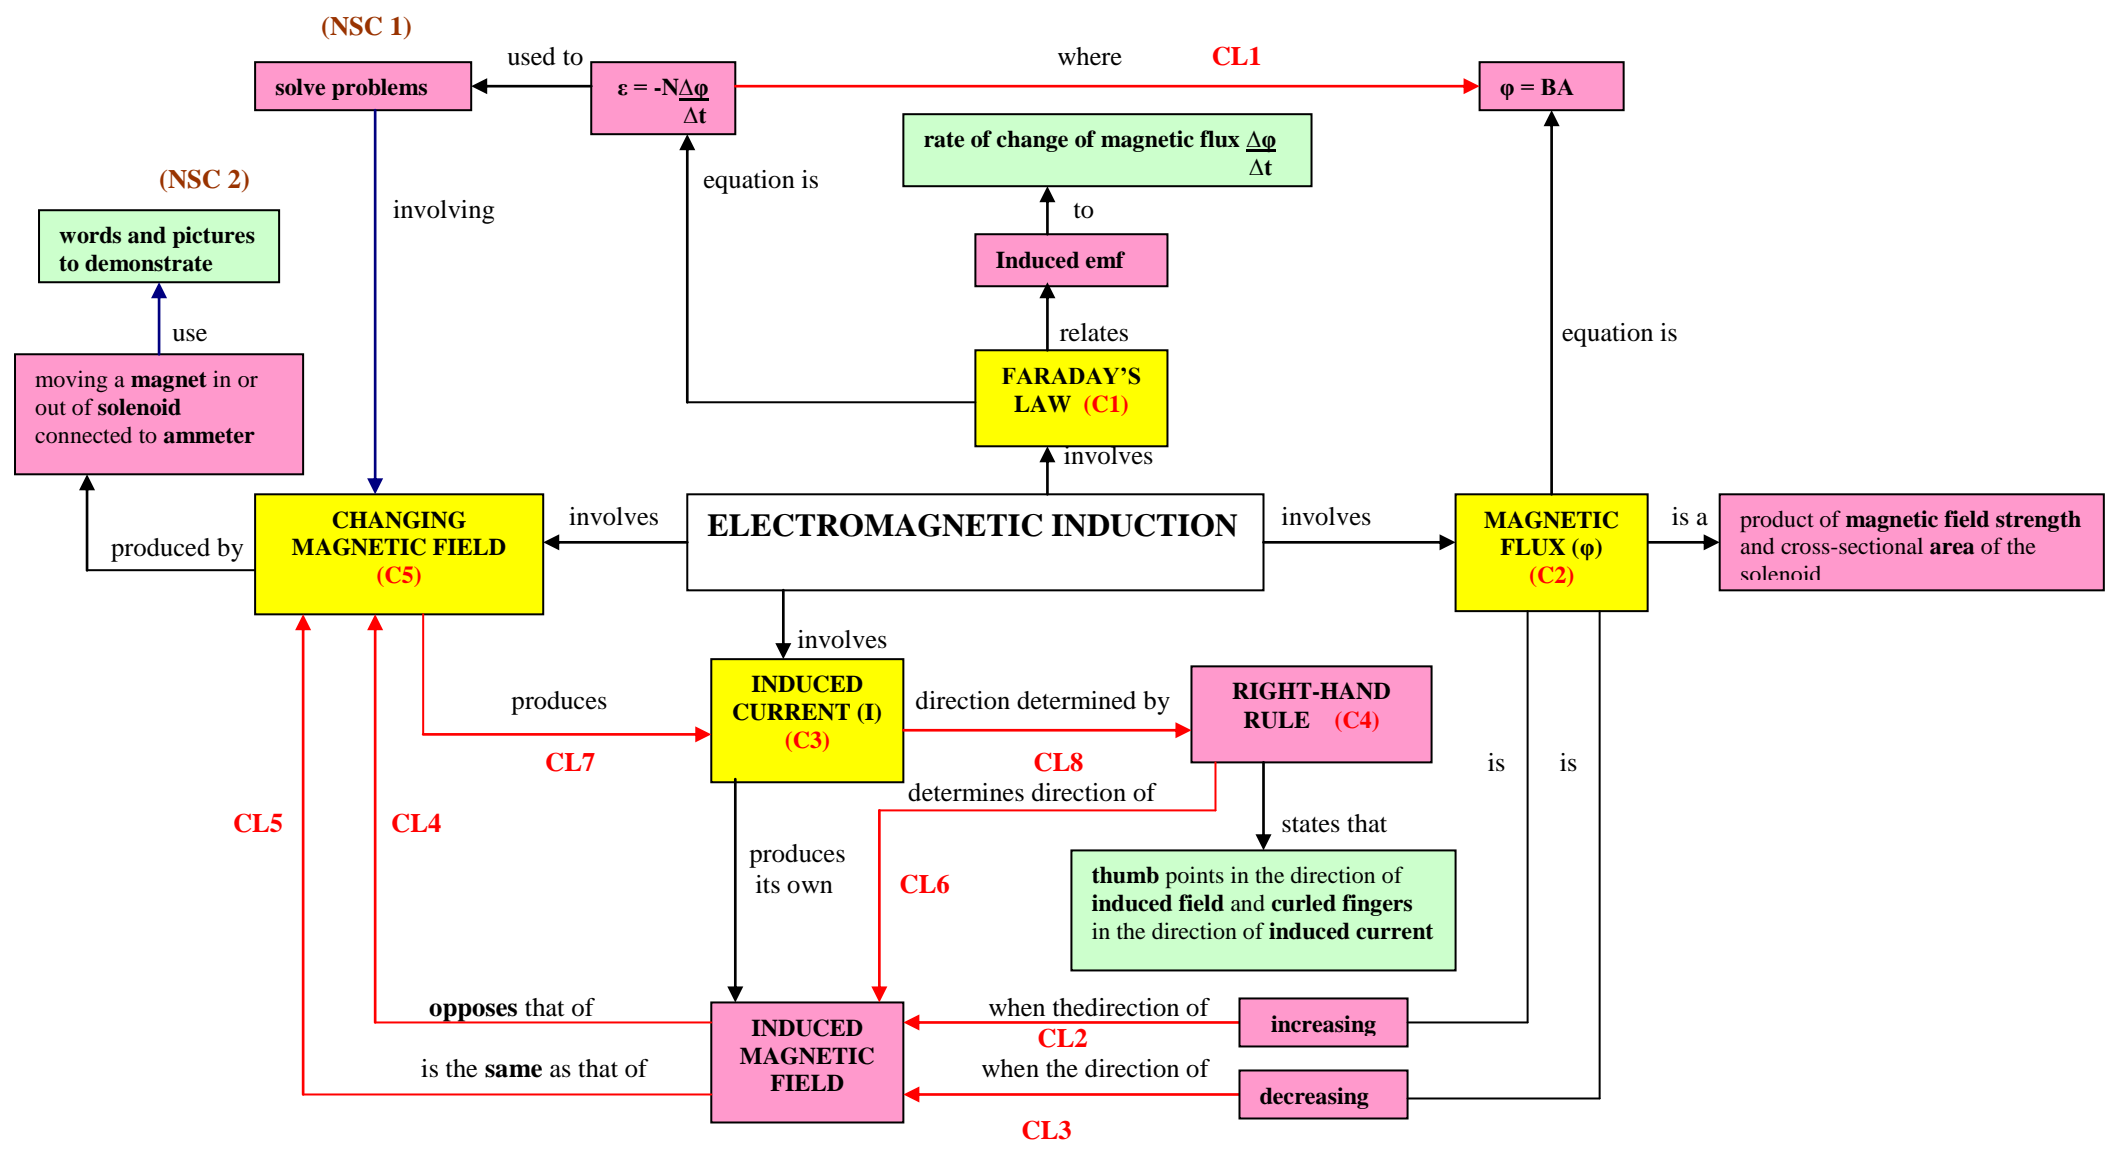 (NSC 1)
solve problems
used to
ε = -NΔφ
Δt
where
CL1
φ = BA
rate of change of magnetic flux Δφ
Δt
(NSC 2)
equation is
involving
to
words and pictures
to demonstrate
Induced emf
use
relates
equation is
moving a magnet in or
out of solenoid
connected to ammeter
FARADAY'S
LAW (C1)
involves
CHANGING
MAGNETIC FIELD
(C5)
involves
ELECTROMAGNETIC INDUCTION
involves
MAGNETIC
FLUX (φ)
(C2)
is a
product of magnetic field strength
and cross-sectional area of the
solenoid
produced by
involves
produces
CL7
INDUCED
CURRENT (I)
(C3)
direction determined by
CL8
RIGHT-HAND
RULE (C4)
is
is
determines direction of
CL5
CL4
states that
produces
its own
CL6
thumb points in the direction of
induced field and curled fingers
in the direction of induced current
opposes that of
is the same as that of
INDUCED
MAGNETIC
FIELD
when thedirection of
CL2
increasing
when the direction of
CL3
decreasing